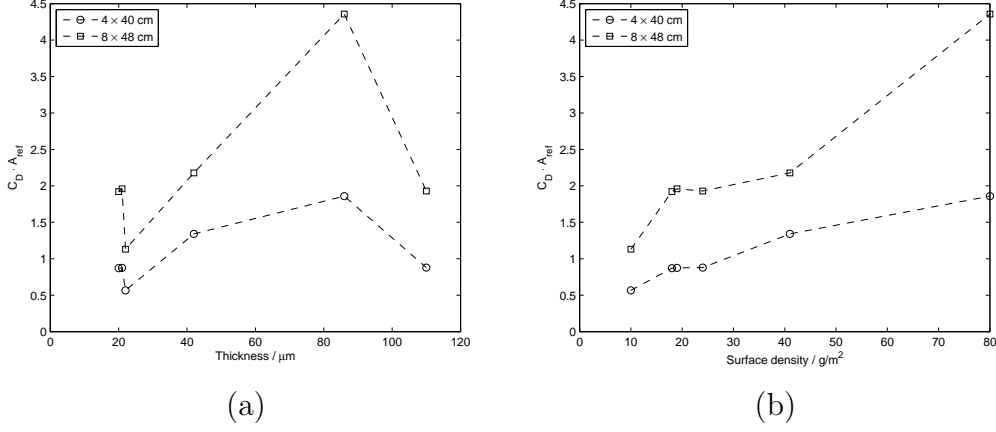 4.5
4
3.5
3
2.5
2
1.5
1
0.5
0
C_D · A_ref
4 × 40 cm
8 × 48 cm
0 20 40 60 80 100 120
Thickness / μm
(a)
4.5
4
3.5
3
2.5
2
1.5
1
0.5
0
C_D · A_ref
4 × 40 cm
8 × 48 cm
0 10 20 30 40 50 60 70 80
Surface density / g/m²
(b)